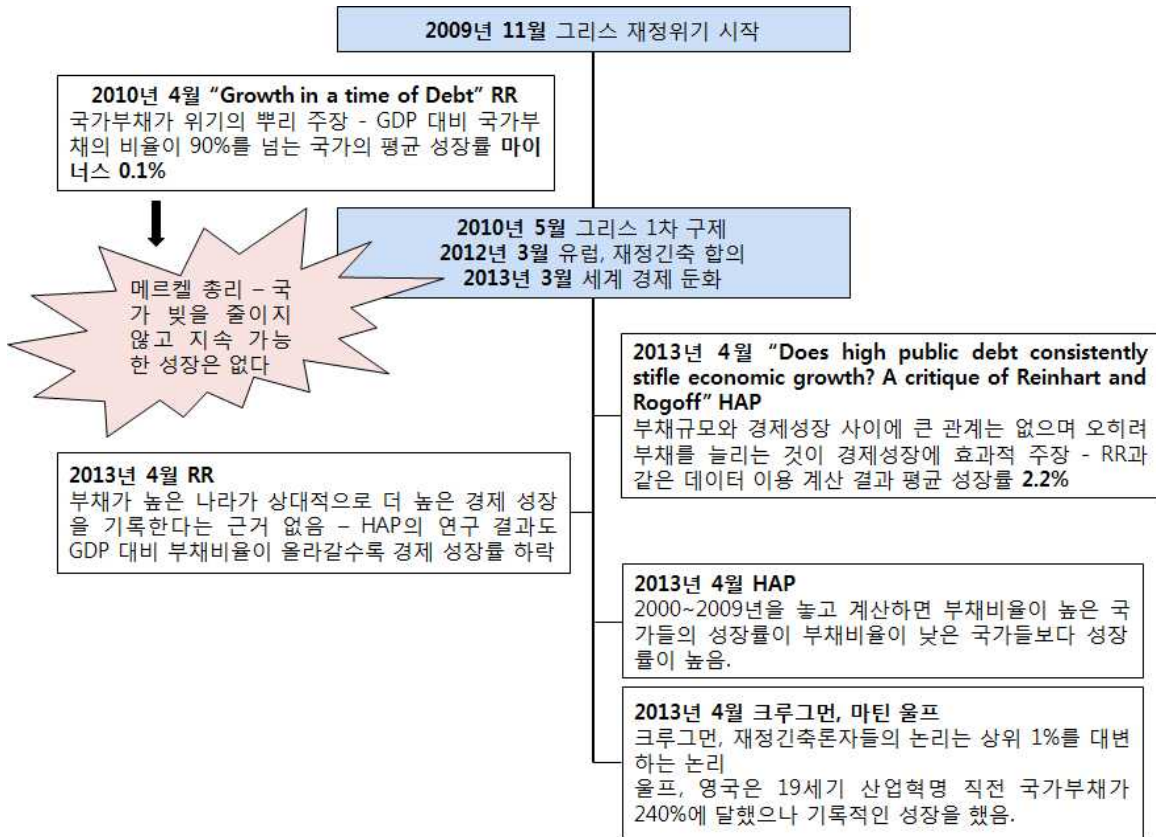 2009년 11월 그리스 재정위기 시작
2010년 4월 “Growth in a time of Debt” RR
국가부채가 위기의 뿌리 주장 - GDP 대비 국가부
채의 비율이 90%를 넘는 국가의 평균 성장률 마이
너스 0.1%
2010년 5월 그리스 1차 구제
2012년 3월 유럽, 재정긴축 합의
2013년 3월 세계 경제 둔화
메르켈 총리 – 국
가 빚을 줄이지
않고 지속 가능
한 성장은 없다
2013년 4월 “Does high public debt consistently
stifle economic growth? A critique of Reinhart and
Rogoff” HAP
부채규모와 경제성장 사이에 큰 관계는 없으며 오히려
부채를 늘리는 것이 경제성장에 효과적 주장 - RR과
같은 데이터 이용 계산 결과 평균 성장률 2.2%
2013년 4월 RR
부채가 높은 나라가 상대적으로 더 높은 경제 성장
을 기록한다는 근거 없음 – HAP의 연구 결과도
GDP 대비 부채비율이 올라갈수록 경제 성장률 하락
2013년 4월 HAP
2000~2009년을 놓고 계산하면 부채비율이 높은 국
가들의 성장률이 부채비율이 낮은 국가들보다 성장
률이 높음.
2013년 4월 크루그먼, 마틴 울프
크루그먼, 재정긴축론자들의 논리는 상위 1%를 대변
하는 논리
울프, 영국은 19세기 산업혁명 직전 국가부채가
240%에 달했으나 기록적인 성장을 했음.